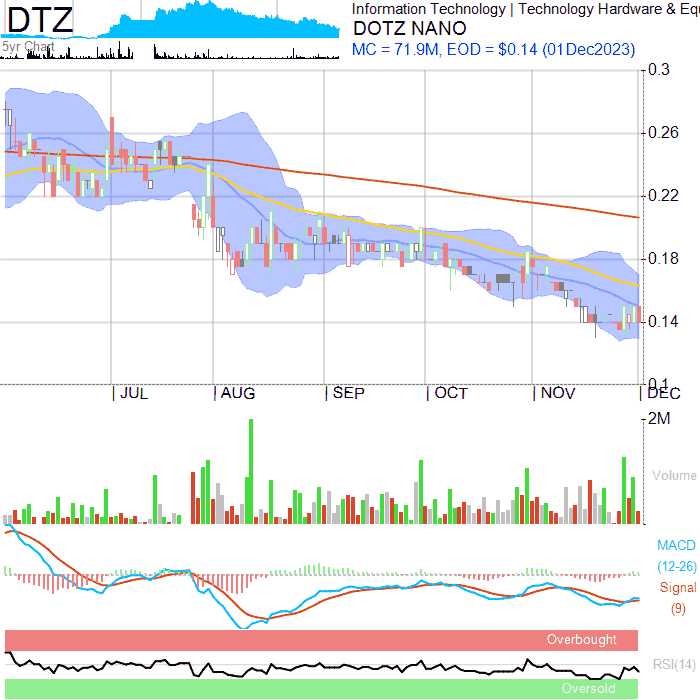 DTZ
Information Technology | Technology Hardware & Equ
DOTZ NANO
MC = 71.9M, EOD = $0.14 (01Dec2023)
5yr Chart
0.3
0.26
0.22
0.18
0.14
0.1
JUL
AUG
SEP
OCT
NOV
DEC
2M
Volume
MACD
(12-26)
Signal
(9)
Overbought
RSI(14)
Oversold